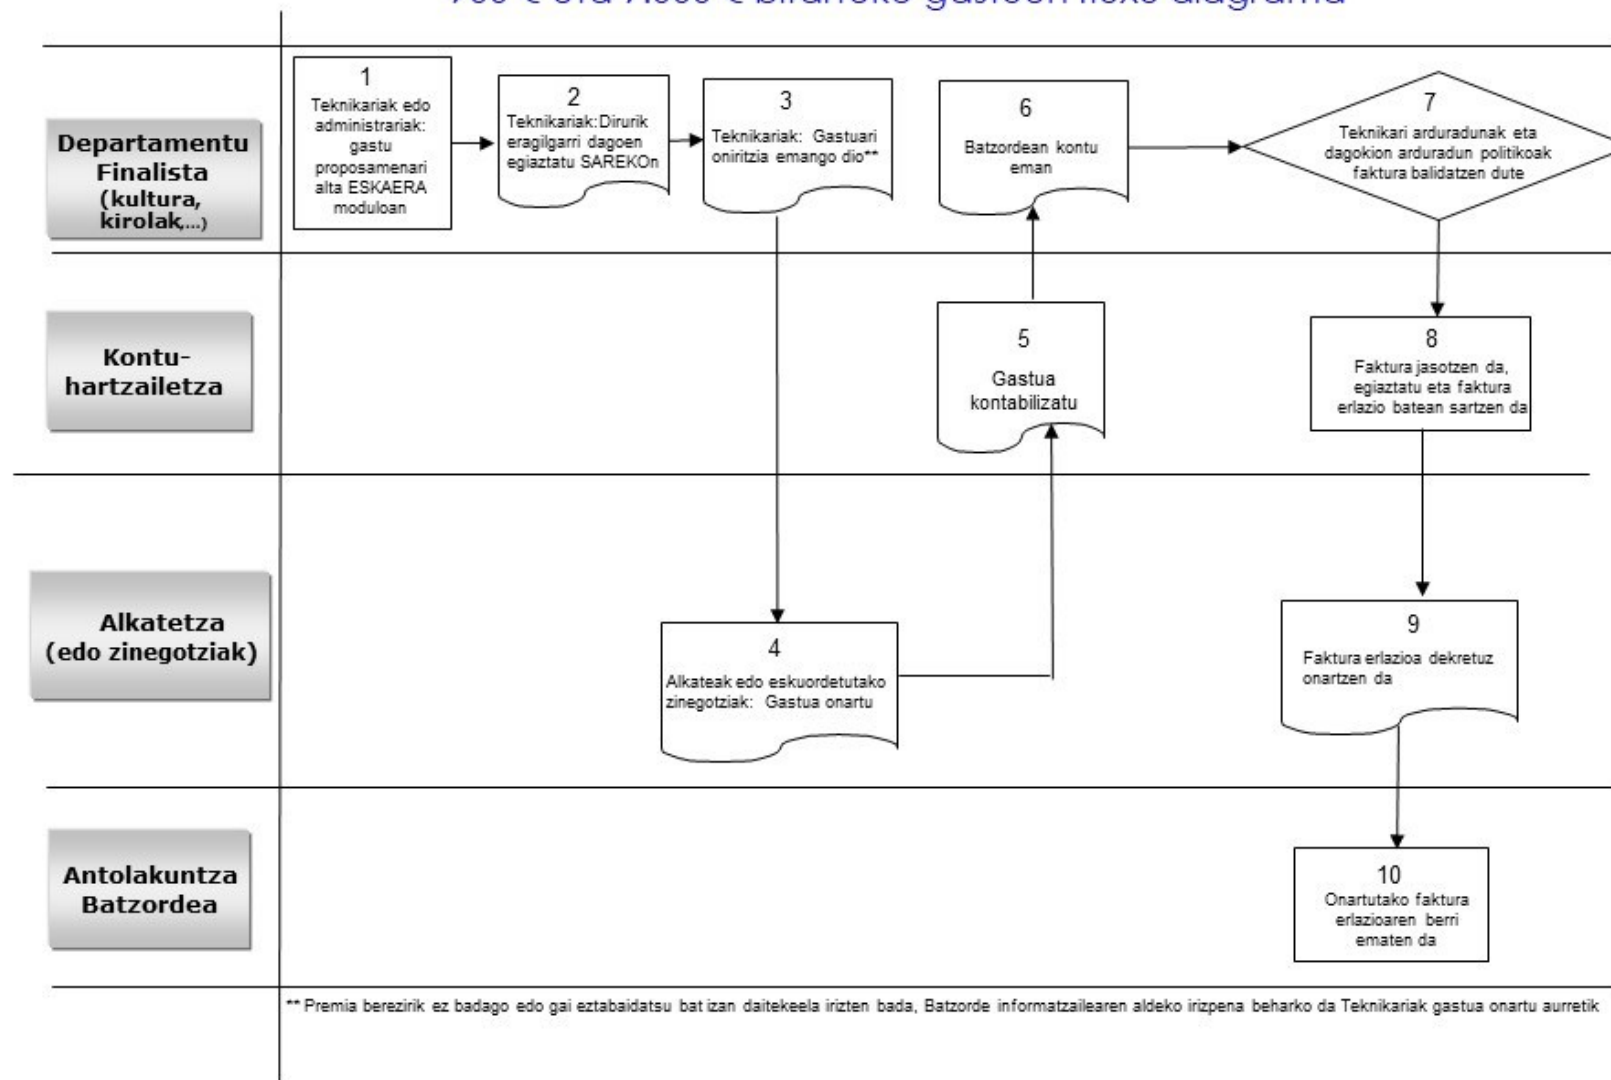 eta
bitarteko gastuen fluxu diagrama
1
Teknikariak edo
administrariak:
gastu
proposamenari
alta ESKAERA
moduloan
2
Teknikariak:Dirurik
eragilgarri dagoen
egiaztatu SAREKOn
3
Teknikariak: Gastuari
oniritzia emango dio**
6
Batzordean kontu
eman
7
Teknikari arduradunak eta
dagokion arduradun politikoak
faktura balidatzen dute
Departamentu
Finalista
(kultura,
kirolak,...)
Kontu-
hartzailetza
5
Gastua
kontabilizatu
8
Faktura jasotzen da,
egiaztatu eta faktura
erlazio batean sartzen da
Alkatetza
(edo zinegotziak)
4
Alkateak edo eskuordetutako
zinegotziak: Gastua onartu
9
Faktura erlazioa dekretuz
onartzen da
Antolakuntza
Batzordea
10
Onartutako faktura
erlazioaren berri
ematen da
** Premia berezirik ez badago edo gai eztabaidatsu bat izan daitekeela irizten bada, Batzorde informatzailearen aldeko irizpena beharko da Teknikariak gastua onartu aurretik